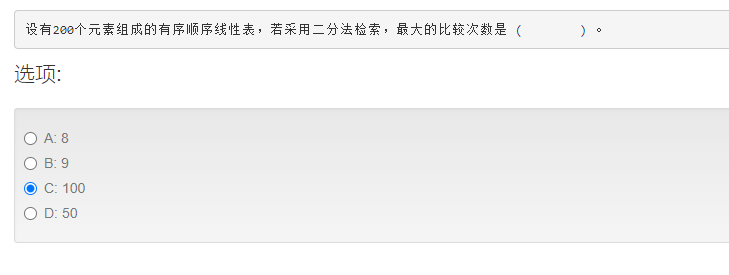 设有200个元素组成的有序顺序线性表，若采用二分法检索，最大的比较次数是（  ）。
选项:
A: 8
B: 9
C: 100
D: 50